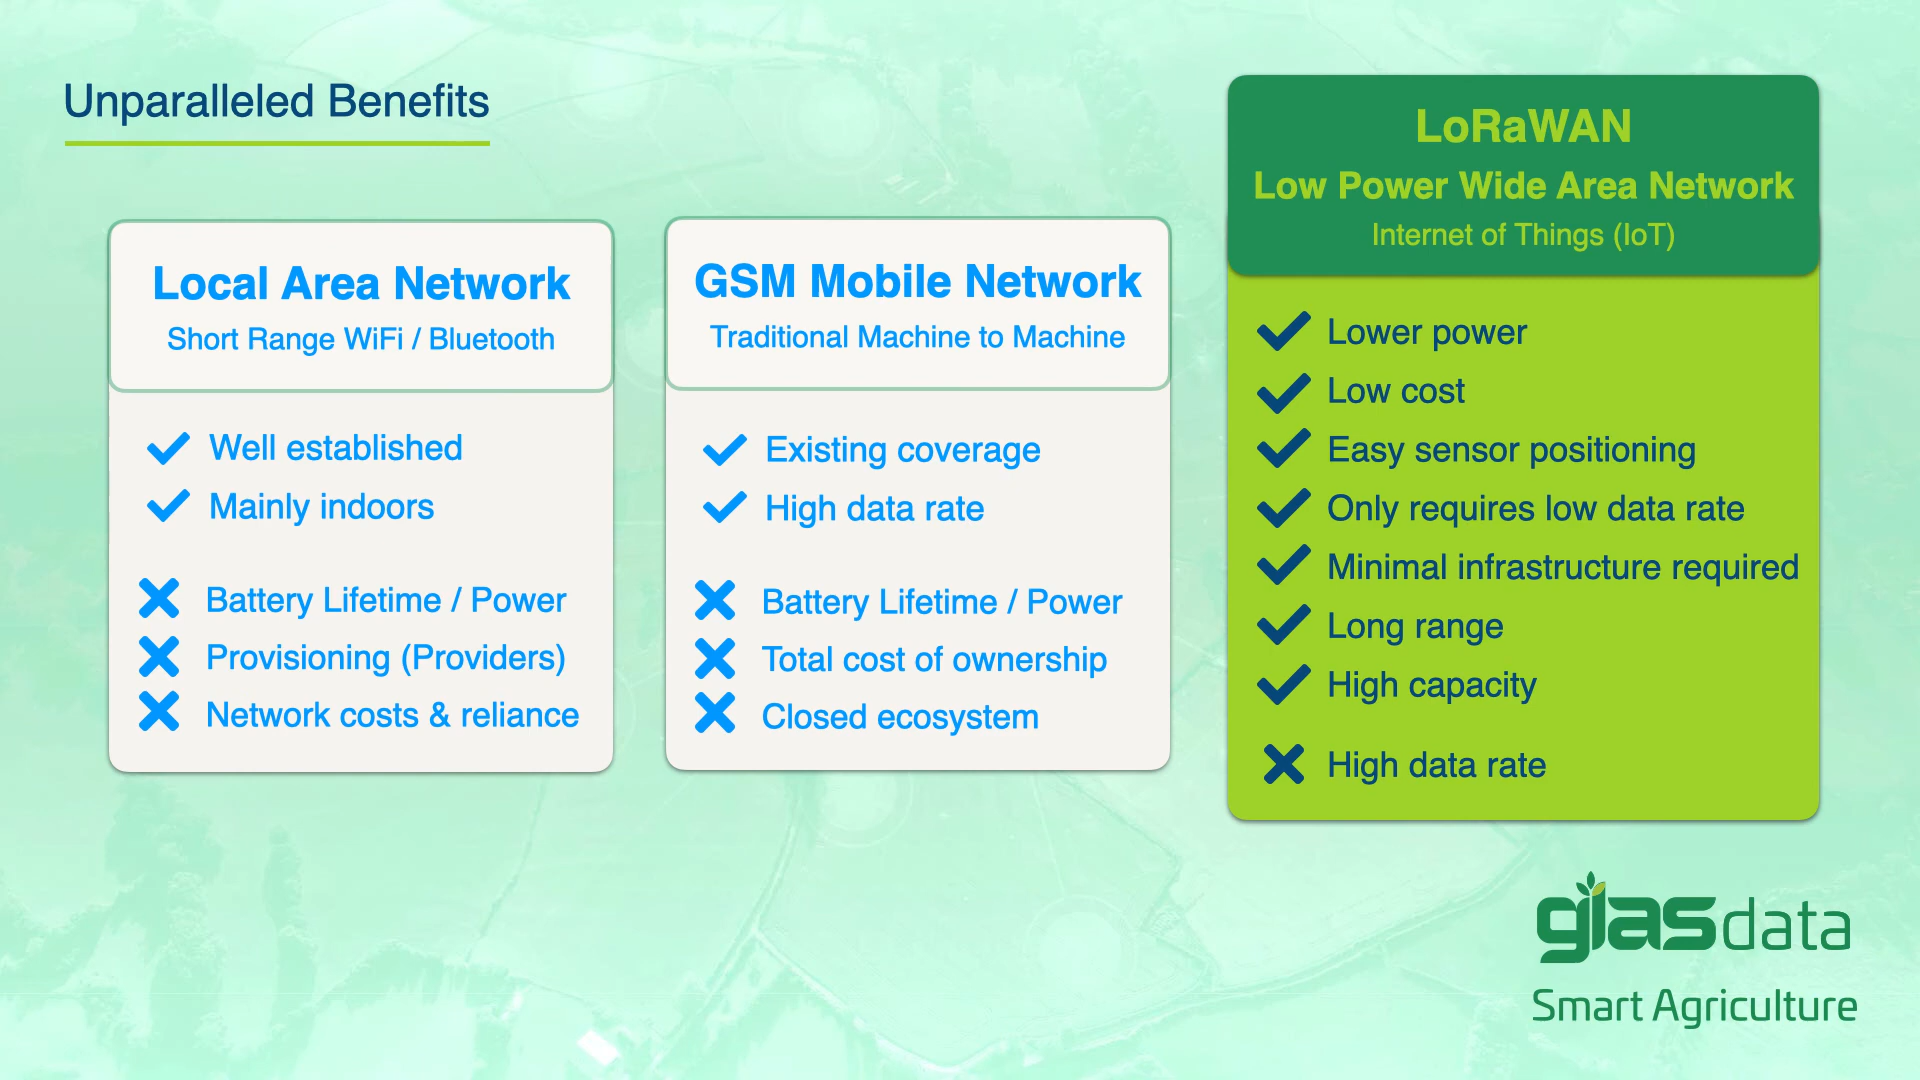 Unparalleled Benefits
Local Area Network
Short Range WiFi / Bluetooth
Well established
Mainly indoors
Battery Lifetime / Power
Provisioning (Providers)
Network costs & reliance
GSM Mobile Network
Traditional Machine to Machine
Existing coverage
High data rate
Battery Lifetime / Power
Total cost of ownership
Closed ecosystem
LoRaWAN
Low Power Wide Area Network
Internet of Things (IoT)
Lower power
Low cost
Easy sensor positioning
Only requires low data rate
Minimal infrastructure required
Long range
High capacity
High data rate
glasdata
Smart Agriculture